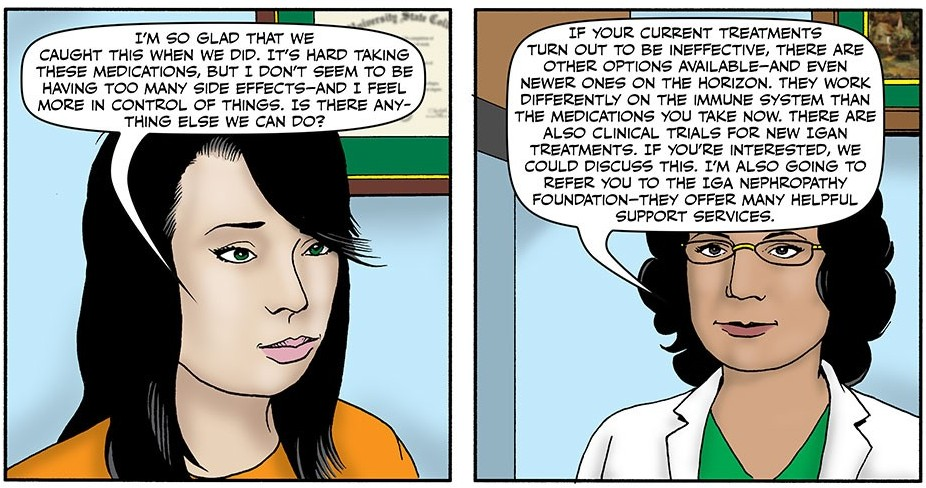 University State Coll
I'M SO GLAD THAT WE
CAUGHT THIS WHEN WE DID. IT'S HARD TAKING
THESE MEDICATIONS, BUT I DON'T SEEM TO BE
HAVING TOO MANY SIDE EFFECTS–AND I FEEL
MORE IN CONTROL OF THINGS. IS THERE ANY-
THING ELSE WE CAN DO?
IF YOUR CURRENT TREATMENTS
TURN OUT TO BE INEFFECTIVE, THERE ARE
OTHER OPTIONS AVAILABLE–AND EVEN
NEWER ONES ON THE HORIZON. THEY WORK
DIFFERENTLY ON THE IMMUNE SYSTEM THAN
THE MEDICATIONS YOU TAKE NOW. THERE ARE
ALSO CLINICAL TRIALS FOR NEW IGAN
TREATMENTS. IF YOU'RE INTERESTED, WE
COULD DISCUSS THIS. I'M ALSO GOING TO
REFER YOU TO THE IGA NEPHROPATHY
FOUNDATION–THEY OFFER MANY HELPFUL
SUPPORT SERVICES.